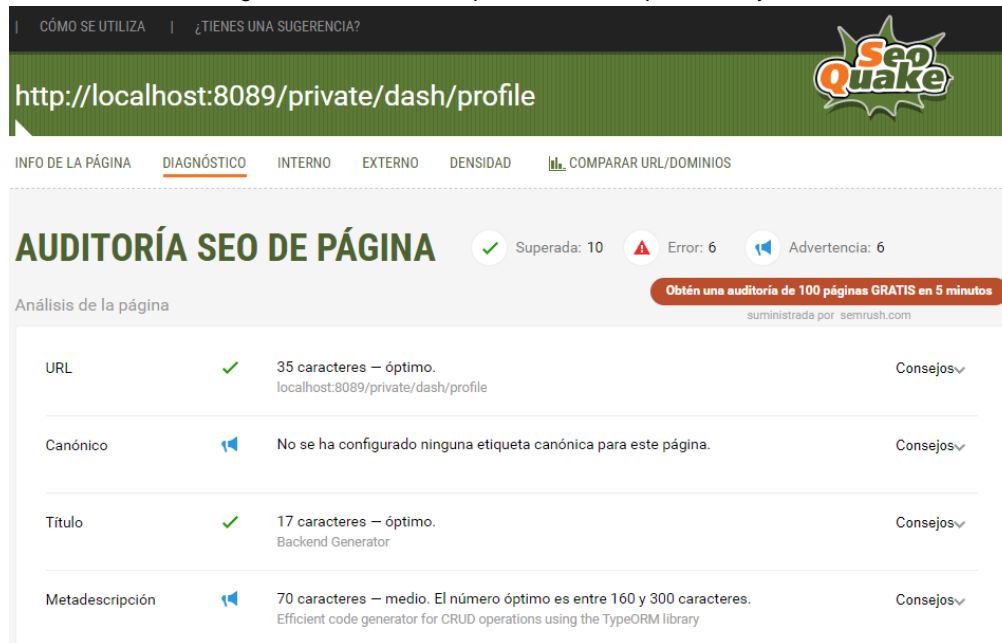 | CÓMO SE UTILIZA | ¿TIENES UNA SUGERENCIA?
Seo
Quake
http://localhost:8089/private/dash/profile
INFO DE LA PÁGINA DIAGNÓSTICO INTERNO EXTERNO DENSIDAD COMPARAR URL/DOMINIOS
AUDITORÍA SEO DE PÁGINA Superada: 10 Error: 6 Advertencia: 6
Obtén una auditoría de 100 páginas GRATIS en 5 minutos
Análisis de la página
suministrada por semrush.com
URL 35 caracteres — óptimo. Consejos
localhost:8089/private/dash/profile
Canónico No se ha configurado ninguna etiqueta canónica para este página. Consejos
Título 17 caracteres — óptimo. Consejos
Backend Generator
Metadescripción 70 caracteres — medio. El número óptimo es entre 160 y 300 caracteres. Consejos
Efficient code generator for CRUD operations using the TypeORM library